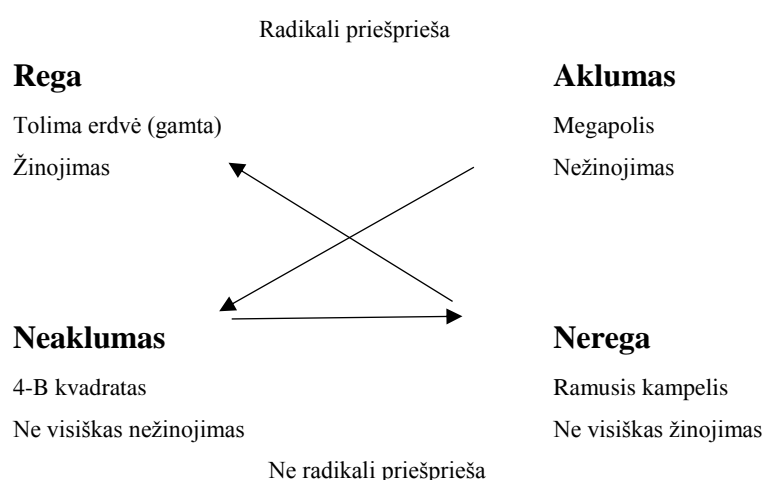 Radikali priešprieša
Rega
Aklumas
Tolima erdvė (gamta)
Megapolis
Žinojimas
Nežinojimas
Neaklumas
Nerega
4-B kvadratas
Ramusis kampelis
Ne visiškas nežinojimas
Ne visiškas žinojimas
Ne radikali priešprieša